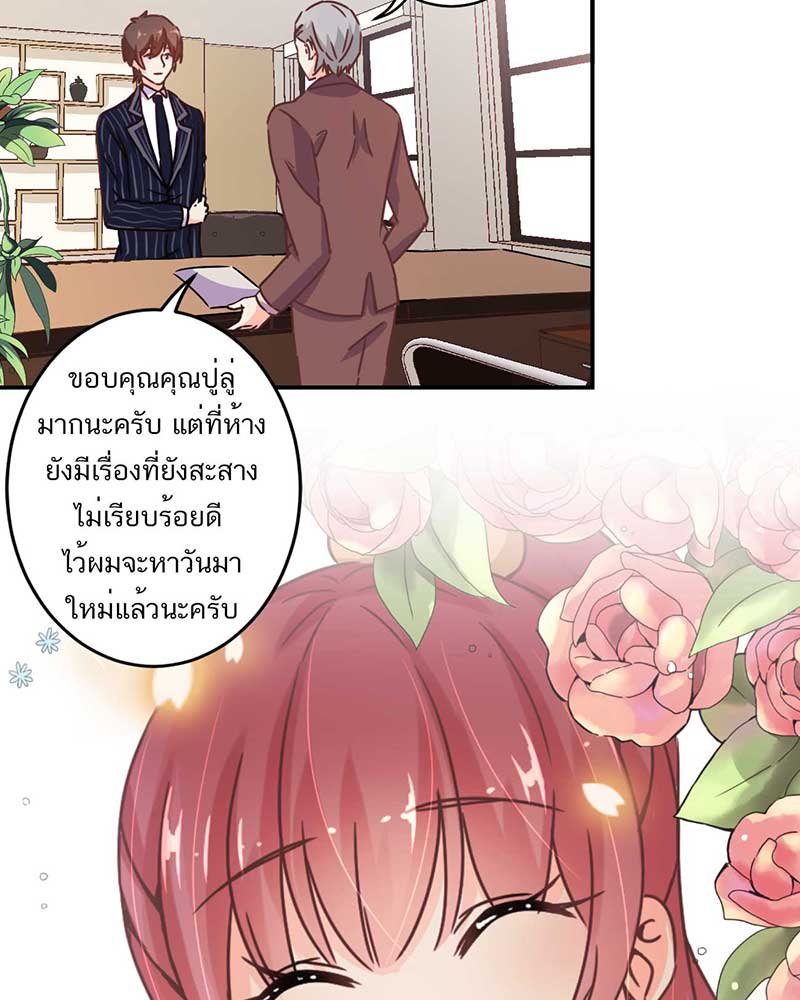 ขอบคุณคุณปู่ลู่
มากนะครับ แต่ที่ห้าง
ยังมีเรื่องที่ยังสะสาง
ไม่เรียบร้อยดี
ไว้ผมจะหาวันมา
ใหม่แล้วนะครับ